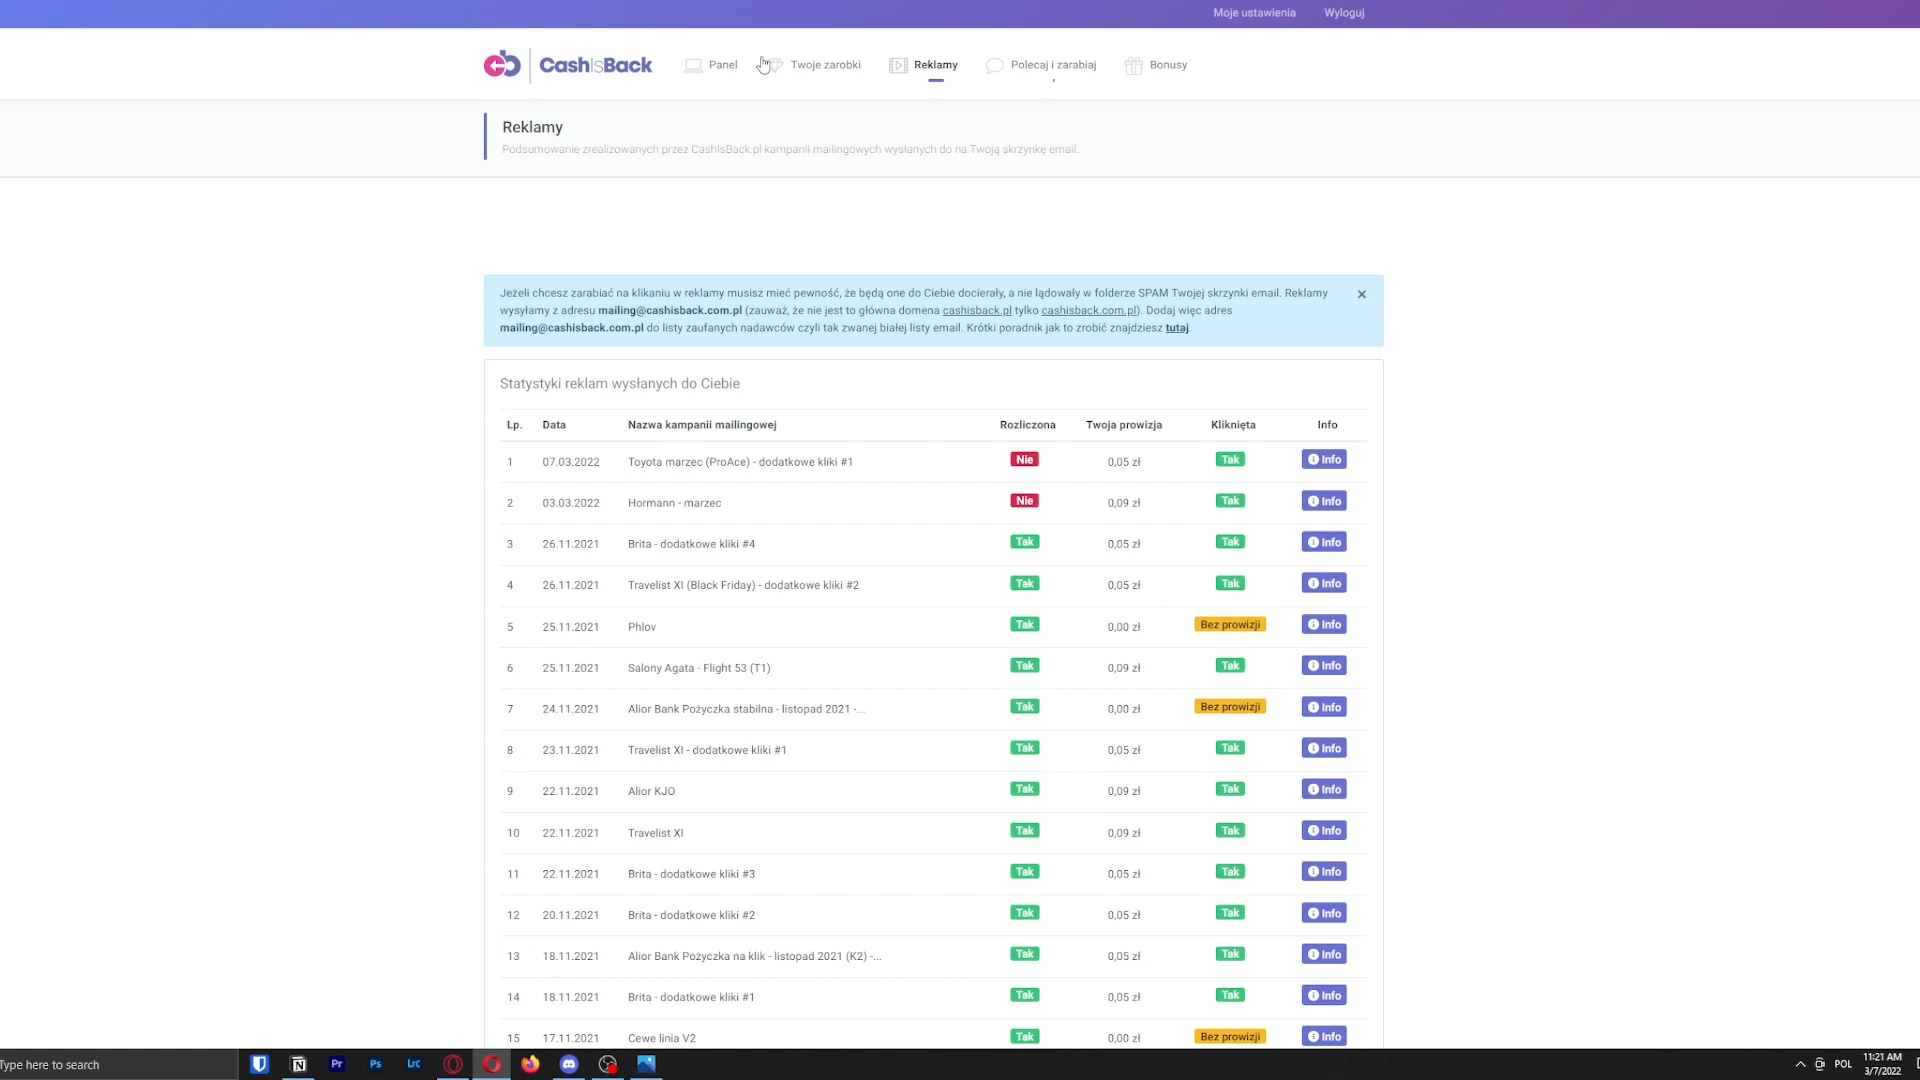 Moje ustawienia Wyloguj
CashIsBack Panel Twoje zarobki Reklamy Polecaj i zarabiaj Bonusy
Reklamy
Podsumowanie zrealizowanych przez CashIsBack.pl kampanii mailingowych wysłanych do na Twoją skrzynkę email.
Jeżeli chcesz zarabiać na klikaniu w reklamy musisz mieć pewność, że będą one do Ciebie docierały, a nie lądowały w folderze SPAM Twojej skrzynki email. Reklamy
wysyłamy z adresu mailing@cashisback.com.pl (zauważ, że nie jest to główna domena cashisback.pl tylko cashisback.com.pl). Dodaj więc adres
mailing@cashisback.com.pl do listy zaufanych nadawców czyli tak zwanej białej listy email. Krótki poradnik jak to zrobić znajdziesz tutaj.
×
Statystyki reklam wysłanych do Ciebie
Lp. Data Nazwa kampanii mailingowej Rozliczona Twoja prowizja Kliknięta Info
1 07.03.2022 Toyota marzec (ProAce) - dodatkowe kliki #1 Nie 0,05 zł Tak Info
2 03.03.2022 Hormann - marzec Nie 0,09 zł Tak Info
3 26.11.2021 Brita - dodatkowe kliki #4 Tak 0,05 zł Tak Info
4 26.11.2021 Travelist XI (Black Friday) - dodatkowe kliki #2 Tak 0,05 zł Tak Info
5 25.11.2021 Phlov Tak 0,00 zł Bez prowizji Info
6 25.11.2021 Salony Agata - Flight 53 (T1) Tak 0,09 zł Tak Info
7 24.11.2021 Alior Bank Pożyczka stabilna - listopad 2021 -... Tak 0,00 zł Bez prowizji Info
8 23.11.2021 Travelist XI - dodatkowe kliki #1 Tak 0,05 zł Tak Info
9 22.11.2021 Alior KJO Tak 0,09 zł Tak Info
10 22.11.2021 Travelist XI Tak 0,09 zł Tak Info
11 22.11.2021 Brita - dodatkowe kliki #3 Tak 0,05 zł Tak Info
12 20.11.2021 Brita - dodatkowe kliki #2 Tak 0,05 zł Tak Info
13 18.11.2021 Alior Bank Pożyczka na klik - listopad 2021 (K2) -... Tak 0,05 zł Tak Info
14 18.11.2021 Brita - dodatkowe kliki #1 Tak 0,05 zł Tak Info
15 17.11.2021 Cewe linia V2 Tak 0,00 zł Bez prowizji Info
Type here to search Pr Ps Lrc POL 11:21 AM
3/7/2022